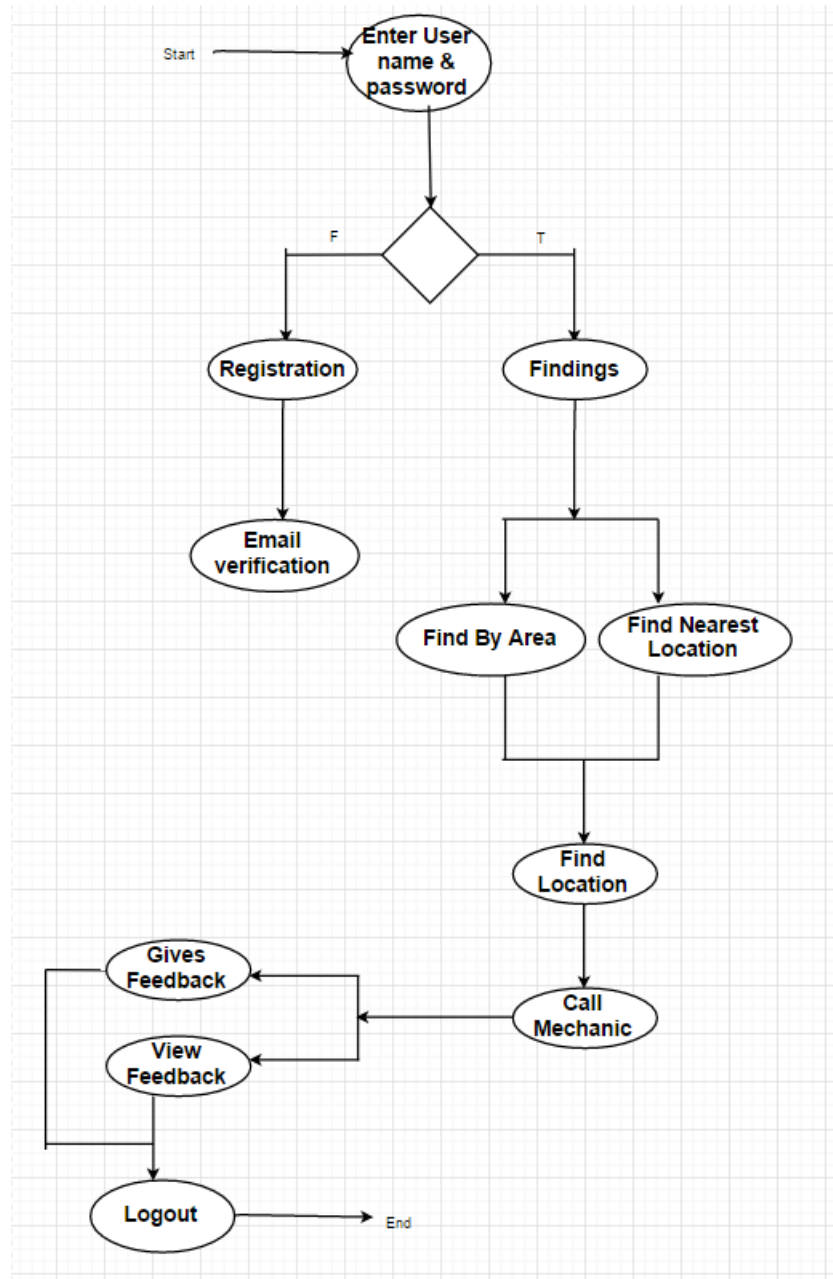 Start
Enter User
name &
password
F
T
Registration
Findings
Email
verification
Find By Area
Find Nearest
Location
Find
Location
Gives
Feedback
Call
Mechanic
View
Feedback
Logout
End